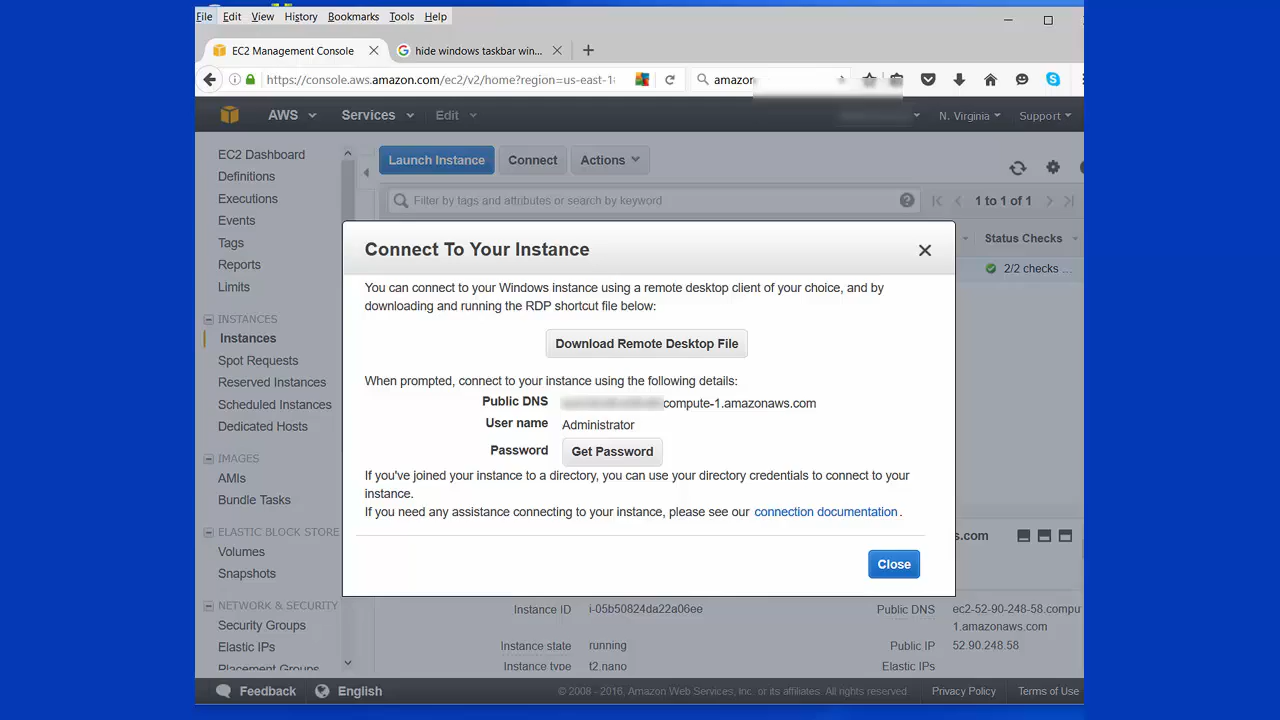 File Edit View History Bookmarks Tools Help
EC2 Management Console
hide windows taskbar win...
https://console.aws.amazon.com/ec2/v2/home?region=us-east-1
amazon
AWS Services Edit N. Virginia Support
EC2 Dashboard
Definitions
Executions
Events
Tags
Reports
Limits
INSTANCES
Instances
Spot Requests
Reserved Instances
Scheduled Instances
Dedicated Hosts
IMAGES
AMIs
Bundle Tasks
ELASTIC BLOCK STORE
Volumes
Snapshots
NETWORK & SECURITY
Security Groups
Elastic IPs
Placement Groups
Launch Instance Connect Actions
Filter by tags and attributes or search by keyword
1 to 1 of 1
Status Checks
2/2 checks ...
Connect To Your Instance
You can connect to your Windows instance using a remote desktop client of your choice, and by
downloading and running the RDP shortcut file below:
Download Remote Desktop File
When prompted, connect to your instance using the following details:
Public DNS compute-1.amazonaws.com
User name Administrator
Password Get Password
If you've joined your instance to a directory, you can use your directory credentials to connect to your
instance.
If you need any assistance connecting to your instance, please see our connection documentation.
Close
s.com
Instance ID i-05b50824da22a06ee
Public DNS ec2-52-90-248-58.compu
1.amazonaws.com
Instance state running
Public IP 52.90.248.58
Instance type t2.nano
Elastic IPs
Feedback English
© 2008 - 2016, Amazon Web Services, Inc. or its affiliates. All rights reserved. Privacy Policy Terms of Use